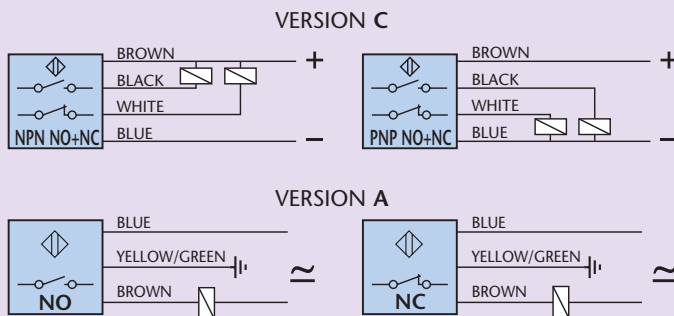 VERSION C
BROWN
BLACK
WHITE
BLUE
NPN NO+NC
+
−
BROWN
BLACK
WHITE
BLUE
PNP NO+NC
+
−
VERSION A
BLUE
YELLOW/GREEN
BROWN
NO
≃
BLUE
YELLOW/GREEN
BROWN
NC
≃